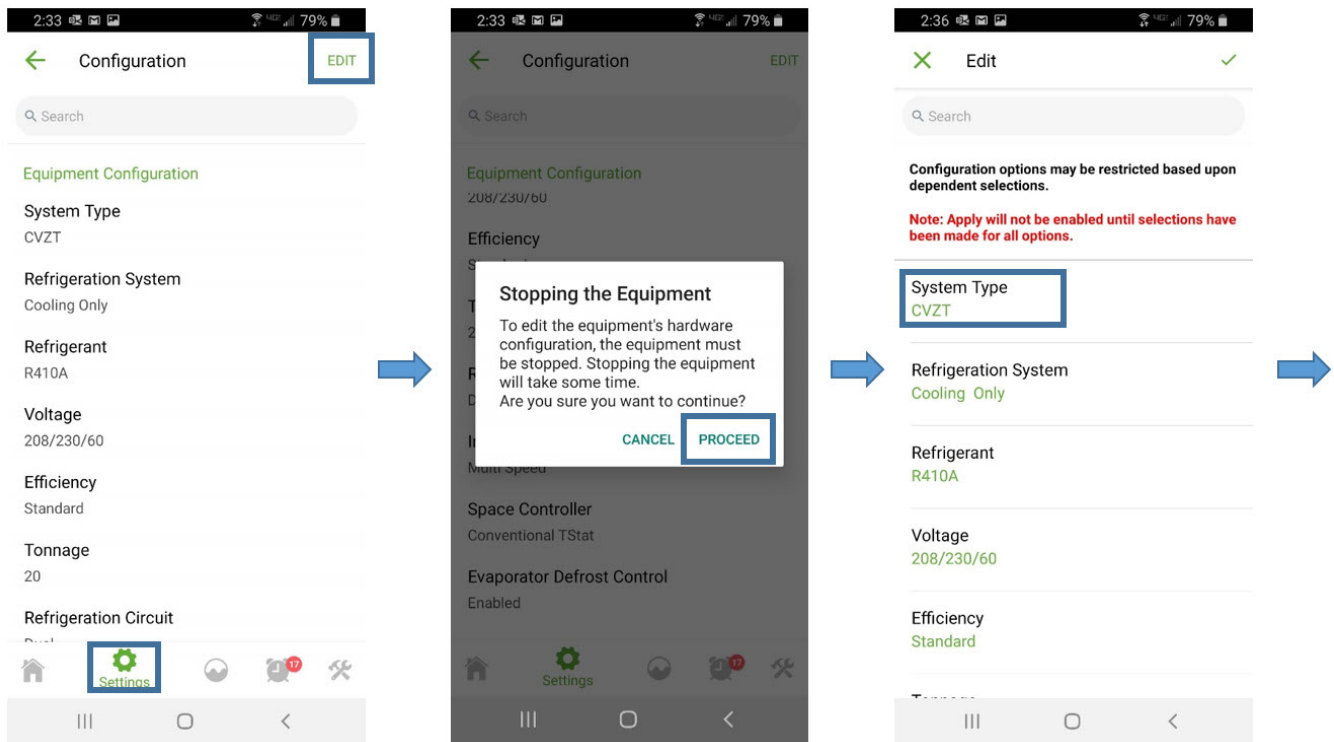 2:33
79%
Configuration
EDIT
Search
Equipment Configuration
System Type
CVZT
Refrigeration System
Cooling Only
Refrigerant
R410A
Voltage
208/230/60
Efficiency
Standard
Tonnage
20
Refrigeration Circuit
17
Settings
2:33
79%
Configuration
EDIT
Search
Equipment Configuration
208/230/60
Efficiency
Stopping the Equipment
To edit the equipment's hardware
configuration, the equipment must
be stopped. Stopping the equipment
will take some time.
Are you sure you want to continue?
CANCEL PROCEED
Multi Speed
Space Controller
Conventional TStat
Evaporator Defrost Control
Enabled
17
Settings
2:36
79%
Edit
Search
Configuration options may be restricted based upon
dependent selections.
Note: Apply will not be enabled until selections have
been made for all options.
System Type
CVZT
Refrigeration System
Cooling Only
Refrigerant
R410A
Voltage
208/230/60
Efficiency
Standard